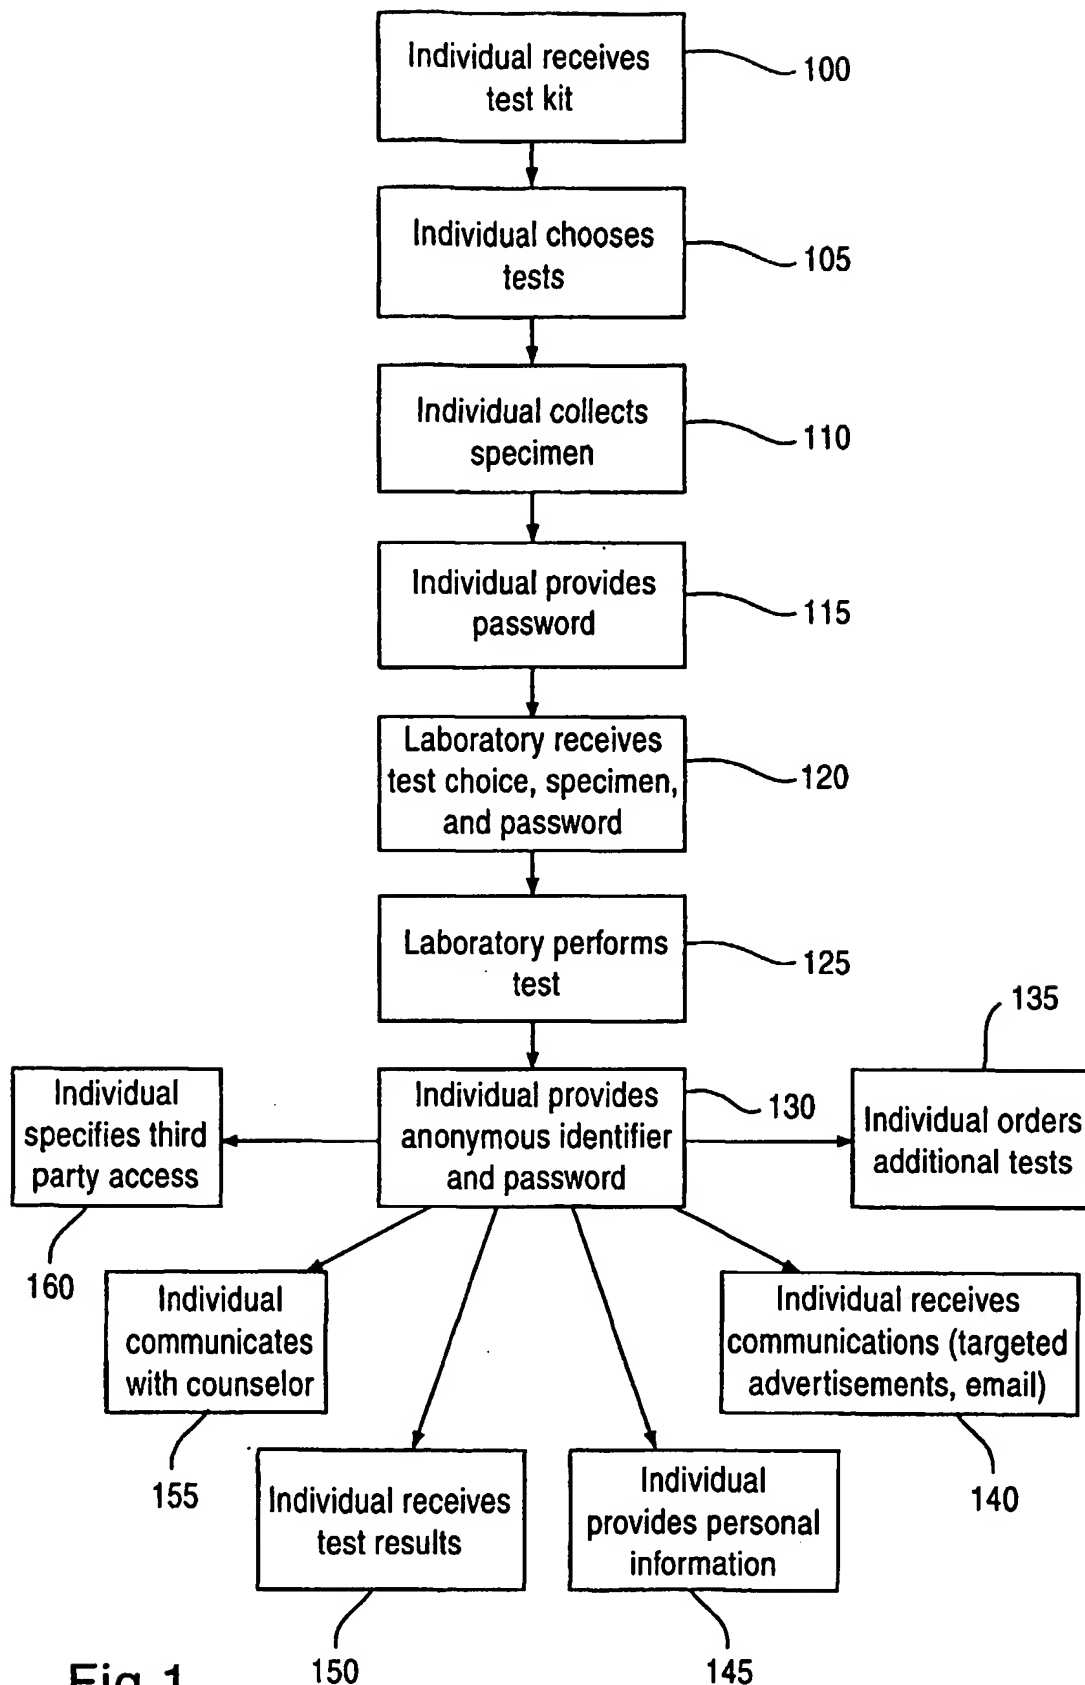 Individual receives
test kit
100
Individual chooses
tests
105
Individual collects
specimen
110
Individual provides
password
115
Laboratory receives
test choice, specimen,
and password
120
Laboratory performs
test
125
135
Individual
specifies third
party access
Individual provides
anonymous identifier
and password
130
Individual orders
additional tests
160
Individual
communicates
with counselor
Individual receives
communications (targeted
advertisements, email)
155
140
Individual receives
test results
Individual
provides personal
information
150
145
Fig.1